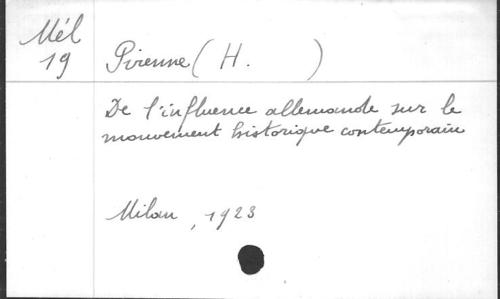 Mél
19
Pirenne (H. )
De l'influence allemande sur le
mouvement historique contemporain
Milan, 1923